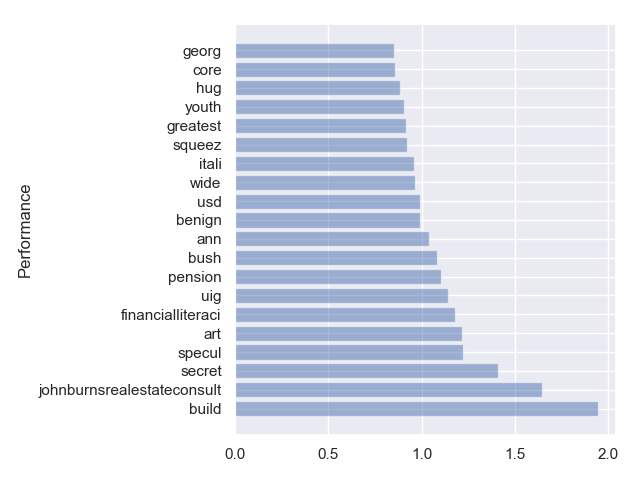 Performance
georg
core
hug
youth
greatest
squeez
itali
wide
usd
benign
ann
bush
pension
uig
financialliteraci
art
specul
secret
johnburnsrealestateconsult
build
0.0 0.5 1.0 1.5 2.0